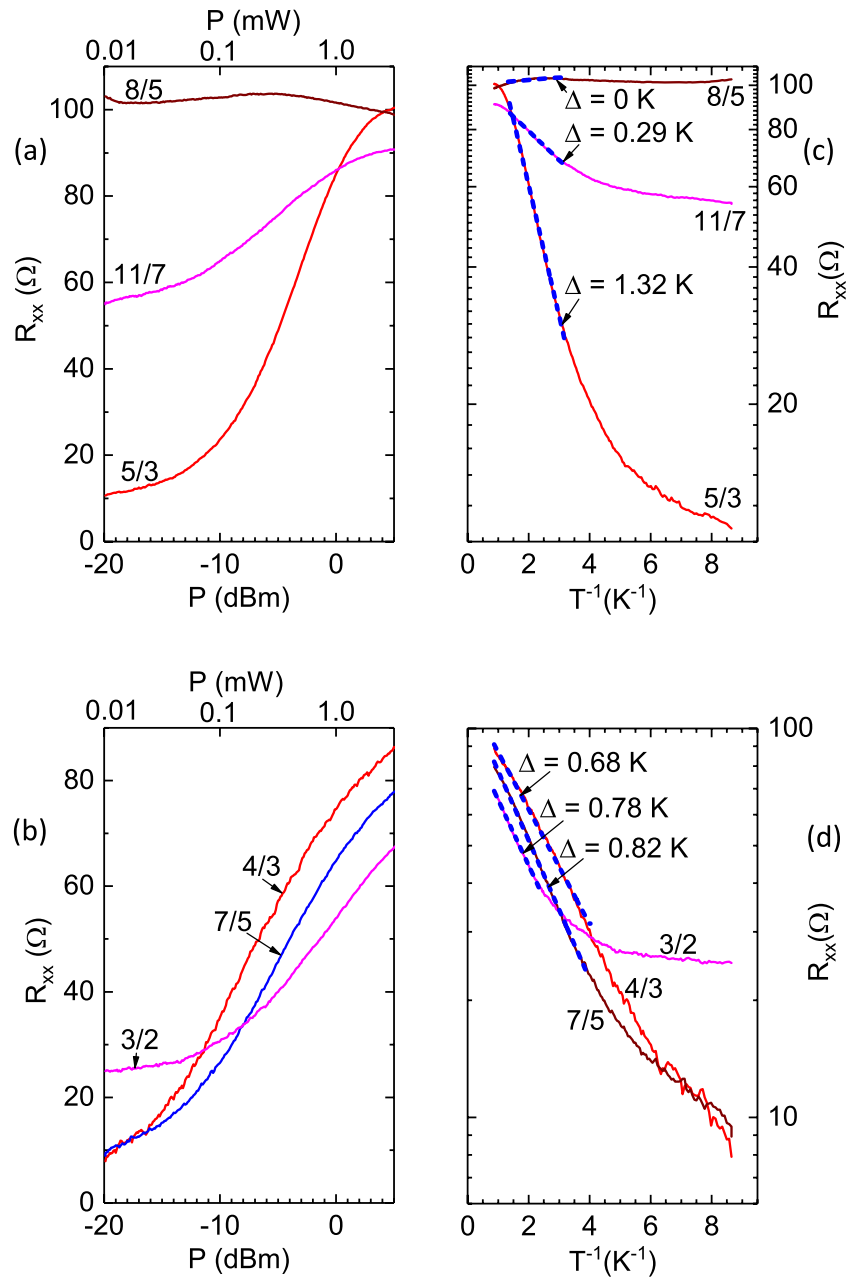 P (mW)
0.01 0.1 1.0
8/5
100
(a)
80
11/7
60
R_xx (Ω)
40
20
5/3
0
-20 -10 0
P (dBm)
100
Δ = 0 K
8/5
80
Δ = 0.29 K
(c)
60
11/7
40
R_xx(Ω)
Δ = 1.32 K
20
5/3
0 2 4 6 8
T⁻¹(K⁻¹)
P (mW)
0.01 0.1 1.0
80
(b)
4/3
60
7/5
R_xx (Ω)
40
3/2
20
0
-20 -10 0
P (dBm)
100
Δ = 0.68 K
Δ = 0.78 K
(d)
Δ = 0.82 K
3/2
R_xx(Ω)
4/3
7/5
10
0 2 4 6 8
T⁻¹(K⁻¹)